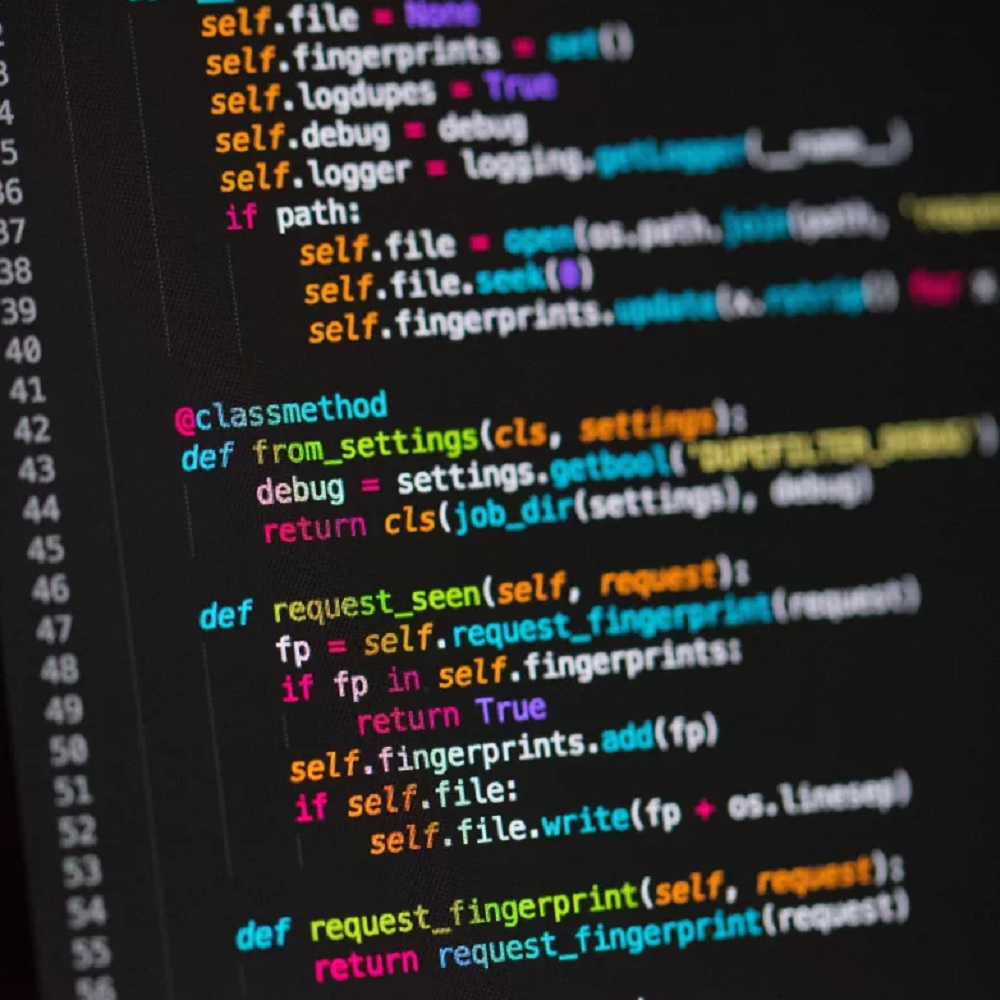 2 self.file = None
3 self.fingerprints = set()
4 self.logdupes = True
5 self.debug = debug
36 self.logger = logging.getLogger(__name__)
37 if path:
38 self.file = open(os.path.join(path,
39 self.file.seek(0)
40 self.fingerprints.update(x.rstrip() for
41
42 @classmethod
43 def from_settings(cls, settings):
44 debug = settings.getbool('DUPEFILTER_DEBUG')
45 return cls(job_dir(settings), debug)
46
47 def request_seen(self, request):
48 fp = self.request_fingerprint(request)
49 if fp in self.fingerprints:
50 return True
51 self.fingerprints.add(fp)
52 if self.file:
53 self.file.write(fp + os.linesep)
54
55 def request_fingerprint(self, request):
56 return request_fingerprint(request)